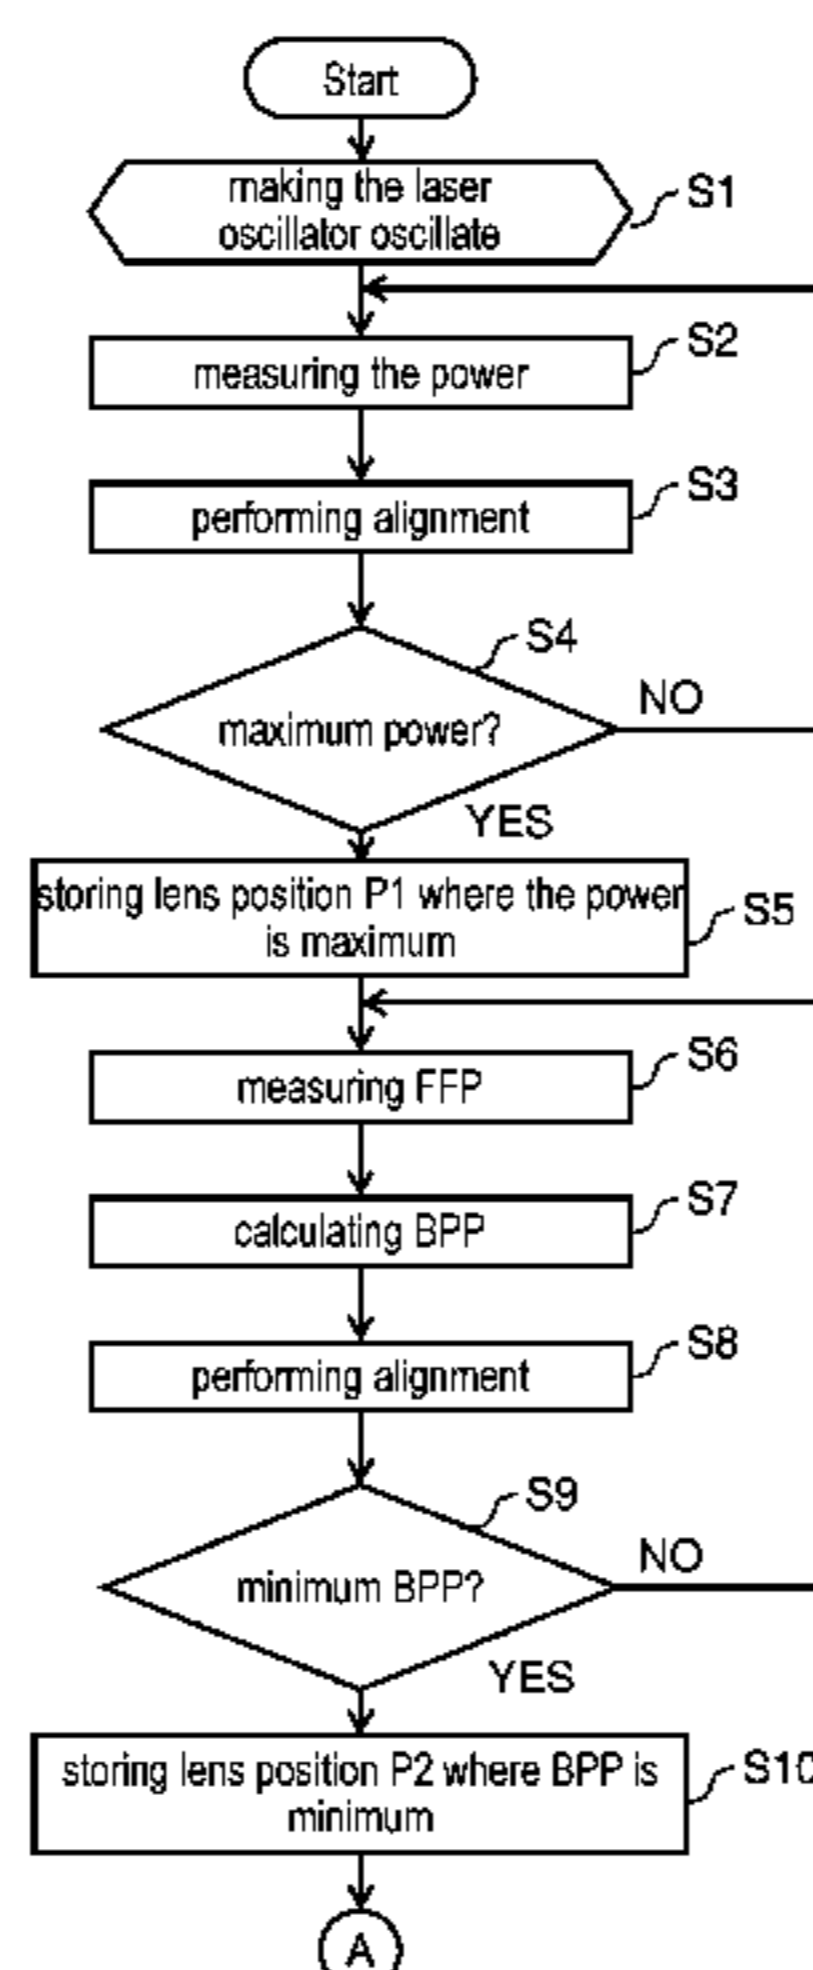 Start
making the laser
oscillator oscillate
S1
measuring the power
S2
performing alignment
S3
S4
maximum power?
NO
YES
storing lens position P1 where the power
is maximum
S5
measuring FFP
S6
calculating BPP
S7
performing alignment
S8
S9
minimum BPP?
NO
YES
storing lens position P2 where BPP is
minimum
S10
A